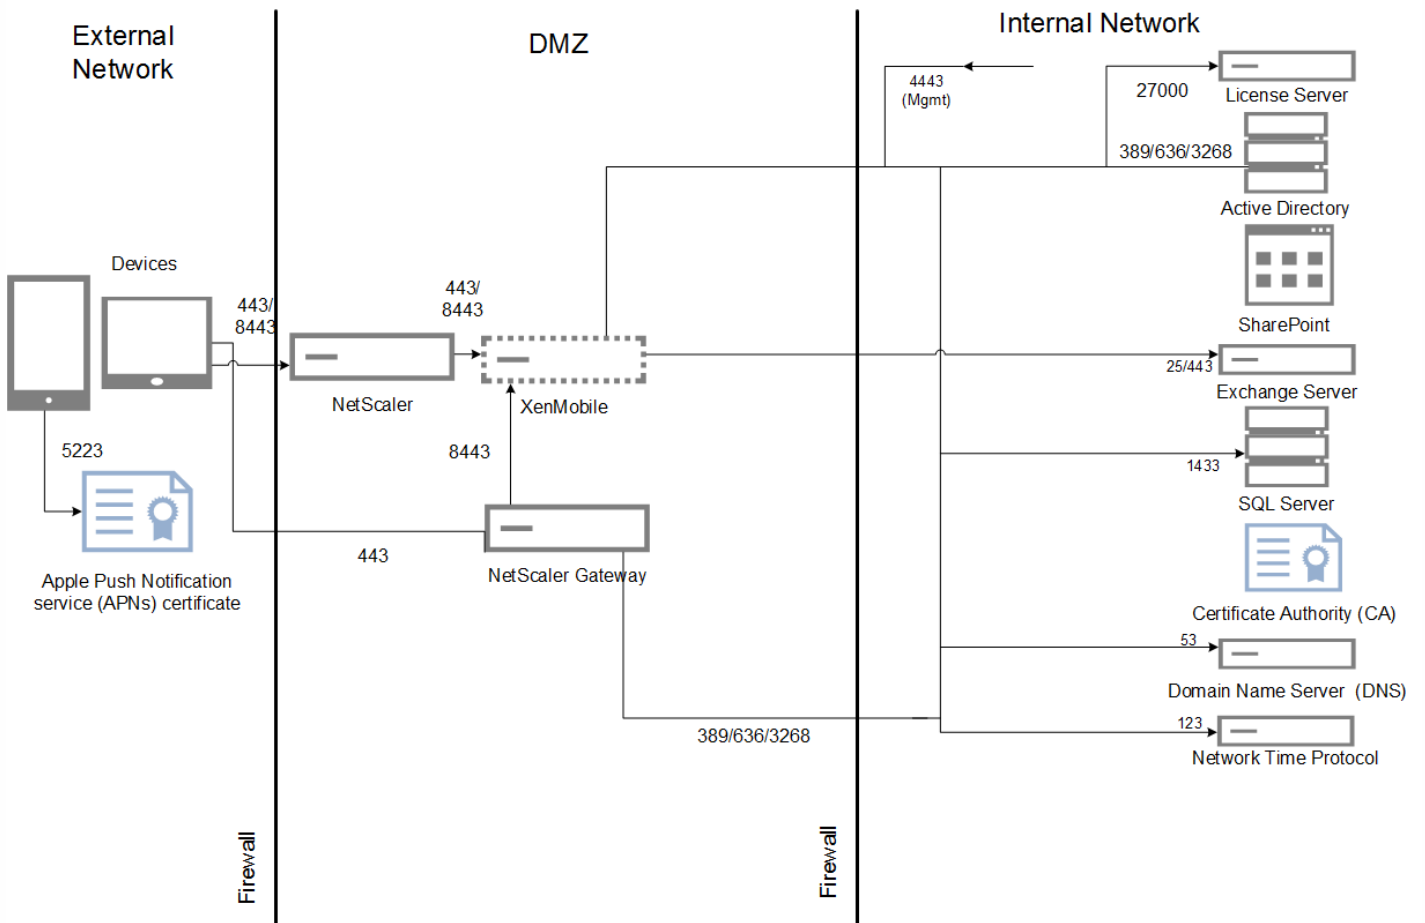 External
Network
DMZ
Internal Network
4443
(Mgmt)
27000
License Server
389/636/3268
Active Directory
SharePoint
Devices
443/
8443
443/
8443
NetScaler
XenMobile
25/443
Exchange Server
5223
8443
1433
SQL Server
Apple Push Notification
service (APNs) certificate
443
NetScaler Gateway
Certificate Authority (CA)
53
Domain Name Server (DNS)
389/636/3268
123
Network Time Protocol
Firewall
Firewall